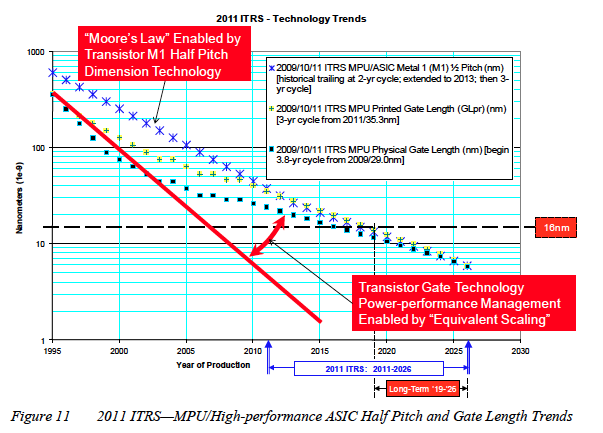 2011 ITRS - Technology Trends
"Moore's Law" Enabled by
Transistor M1 Half Pitch
Dimension Technology
2009/10/11 ITRS MPU/ASIC Metal 1 (M1) ½ Pitch (nm)
[historical trailing at 2-yr cycle; extended to 2013; then 3-
yr cycle]
2009/10/11 ITRS MPU Printed Gate Length (GLpr) (nm)
[3-yr cycle from 2011/35.3nm]
2009/10/11 ITRS MPU Physical Gate Length (nm) [begin
3.8-yr cycle from 2009/29.0nm]
1000
100
10
1
Nanometers (1e-9)
16nm
Transistor Gate Technology
Power-performance Management
Enabled by "Equivalent Scaling"
1995 2000 2005 2010 2015 2020 2025 2030
Year of Production
2011 ITRS: 2011-2026
Long-Term '19-'26
Figure 11 2011 ITRS—MPU/High-performance ASIC Half Pitch and Gate Length Trends